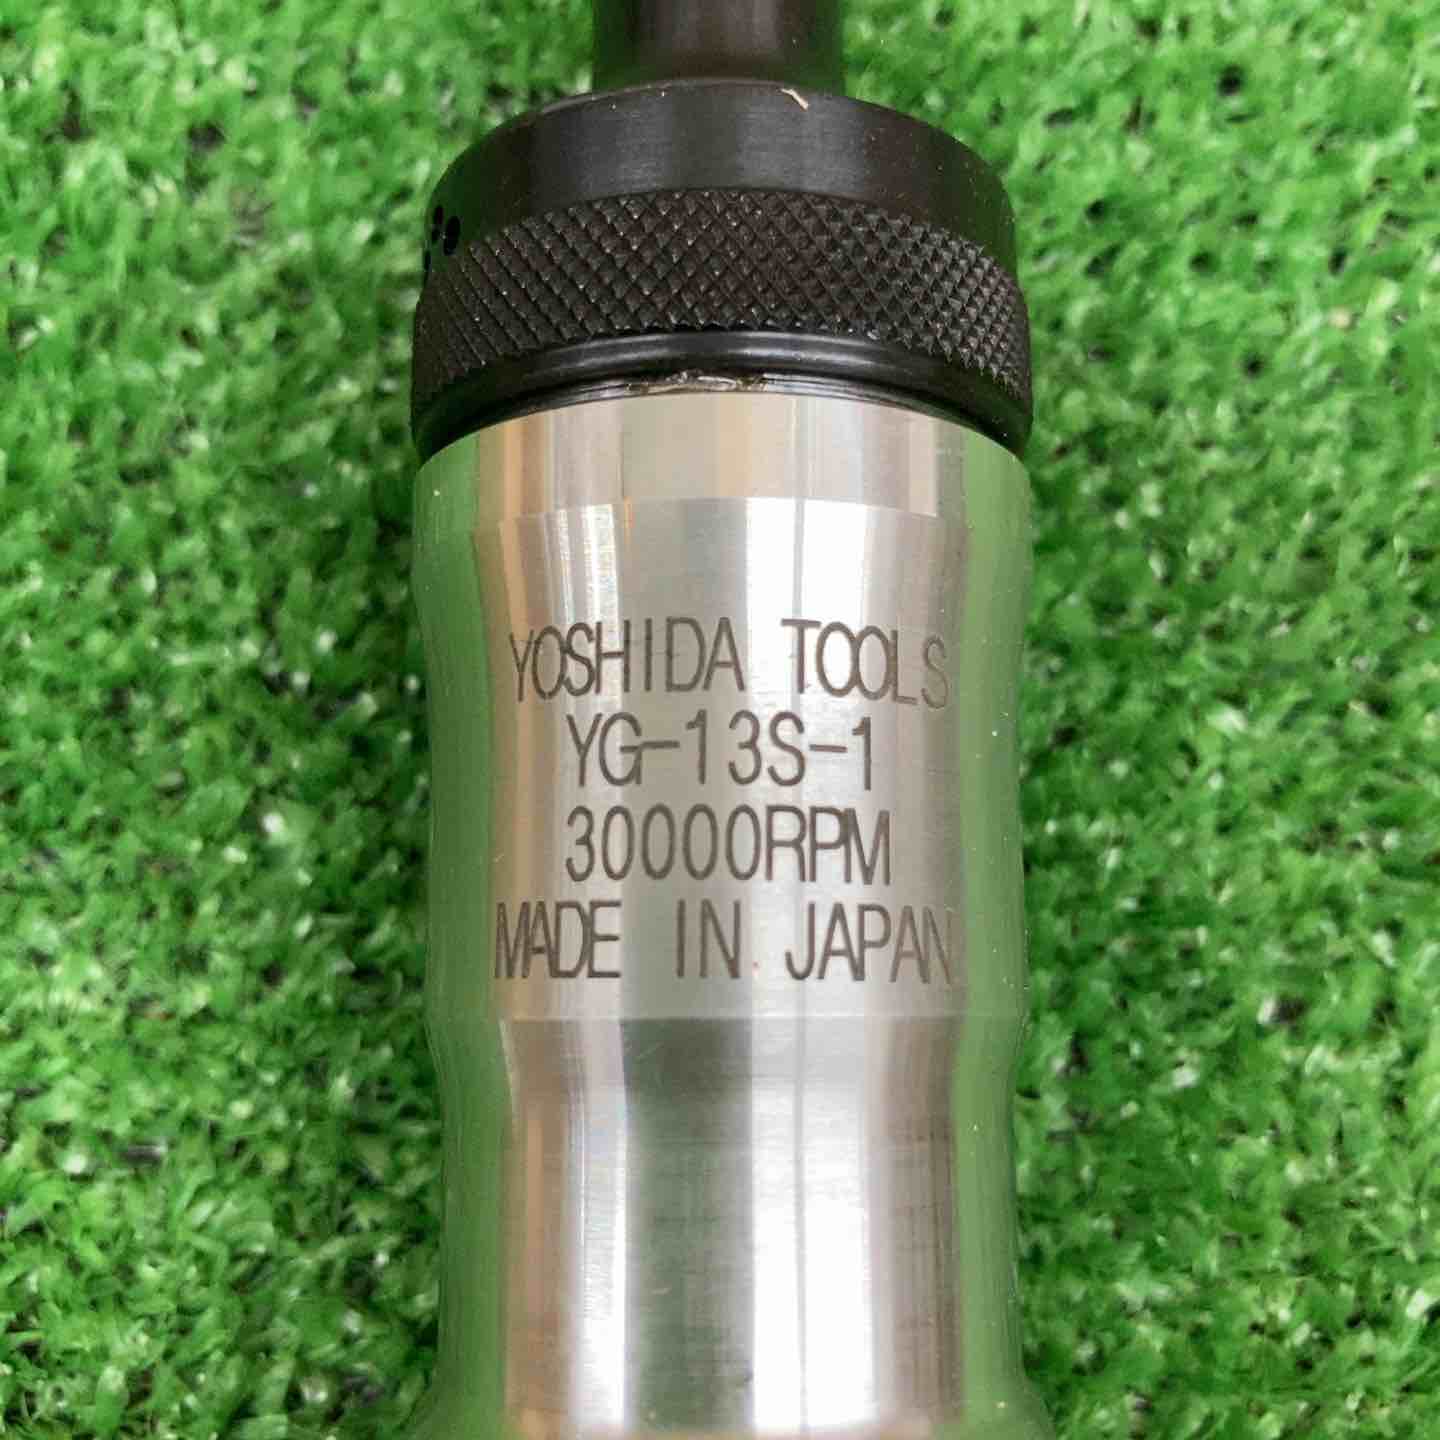 YOSHIDA TOOLS
YG-13S-1
30000RPM
MADE IN JAPAN